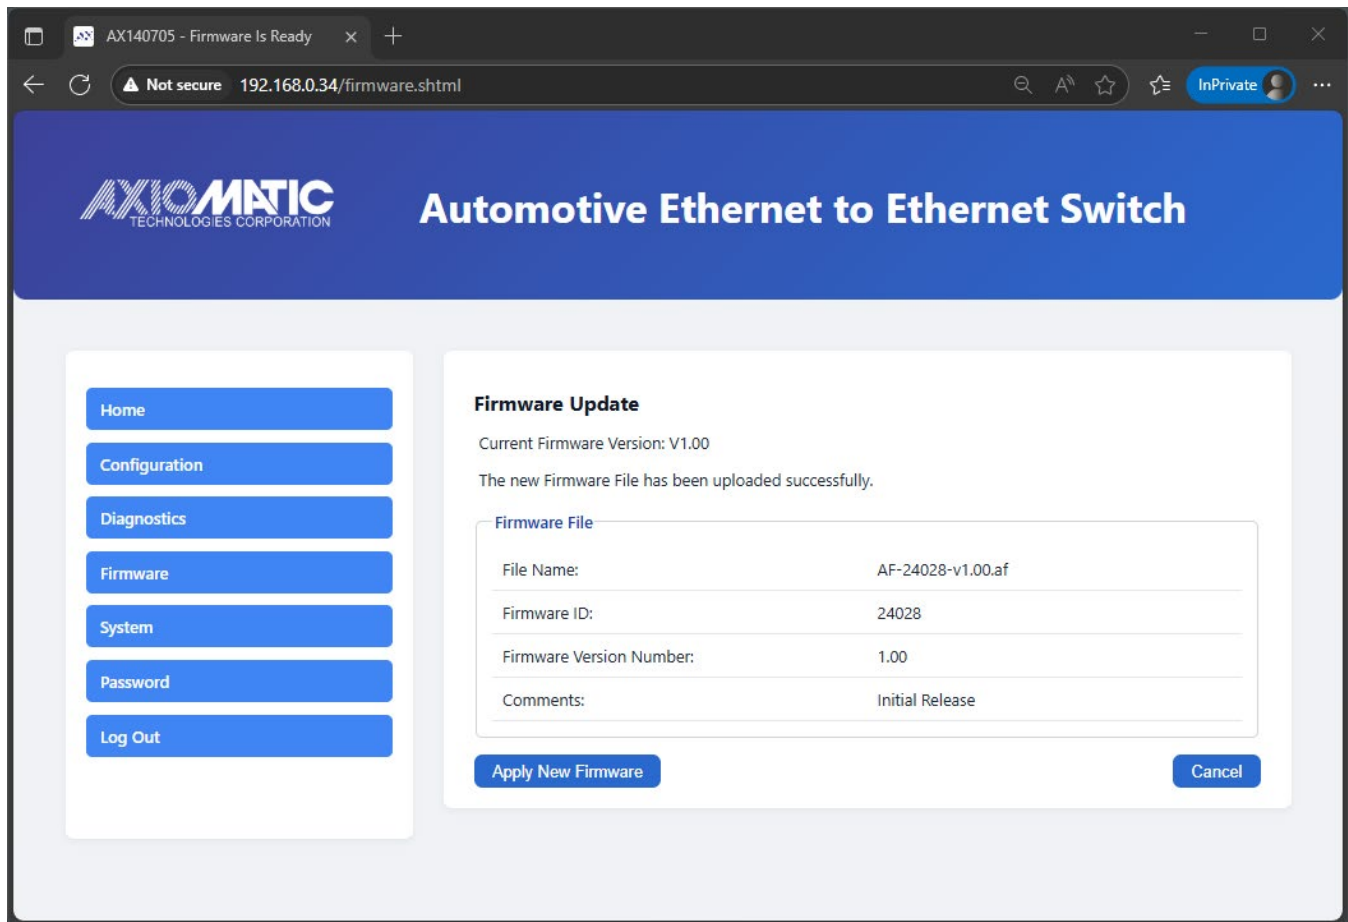 AX140705 - Firmware Is Ready
Not secure 192.168.0.34/firmware.shtml
InPrivate
AXIOMATIC
TECHNOLOGIES CORPORATION
Automotive Ethernet to Ethernet Switch
Home
Configuration
Diagnostics
Firmware
System
Password
Log Out
Firmware Update
Current Firmware Version: V1.00
The new Firmware File has been uploaded successfully.
Firmware File
File Name: AF-24028-v1.00.af
Firmware ID: 24028
Firmware Version Number: 1.00
Comments: Initial Release
Apply New Firmware Cancel